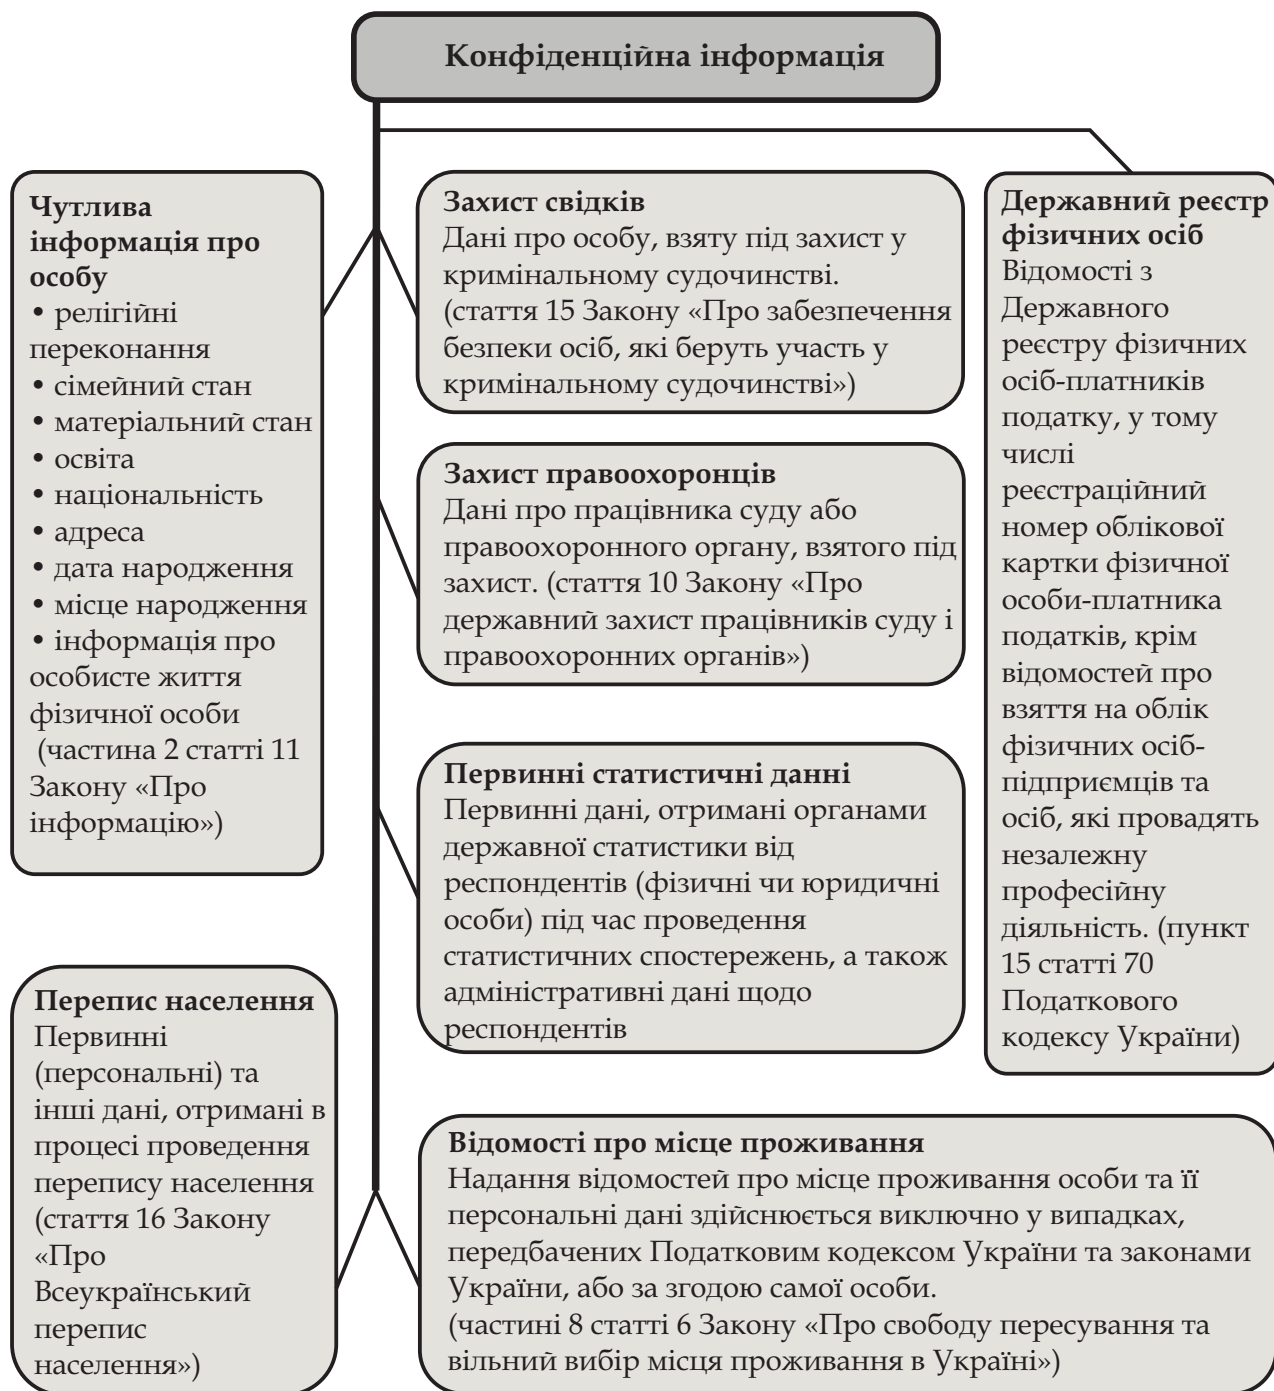 Конфіденційна інформація
Чутлива
інформація про
особу
• релігійні
переконання
• сімейний стан
• матеріальний стан
• освіта
• національність
• адреса
• дата народження
• місце народження
• інформація про
особисте життя
фізичної особи
(частина 2 статті 11
Закону «Про
інформацію»)
Захист свідків
Дані про особу, взяту під захист у
кримінальному судочинстві.
(стаття 15 Закону «Про забезпечення
безпеки осіб, які беруть участь у
кримінальному судочинстві»)
Захист правоохоронців
Дані про працівника суду або
правоохоронного органу, взятого під
захист. (стаття 10 Закону «Про
державний захист працівників суду і
правоохоронних органів»)
Первинні статистичні данні
Первинні дані, отримані органами
державної статистики від
респондентів (фізичні чи юридичні
особи) під час проведення
статистичних спостережень, а також
адміністративні дані щодо
респондентів
Державний реєстр
фізичних осіб
Відомості з
Державного
реєстру фізичних
осіб-платників
податку, у тому
числі
реєстраційний
номер облікової
картки фізичної
особи-платника
податків, крім
відомостей про
взяття на облік
фізичних осіб-
підприємців та
осіб, які провадять
незалежну
професійну
діяльність. (пункт
15 статті 70
Податкового
кодексу України)
Перепис населення
Первинні
(персональні) та
інші дані, отримані в
процесі проведення
перепису населення
(стаття 16 Закону
«Про
Всеукраїнський
перепис
населення»)
Відомості про місце проживання
Надання відомостей про місце проживання особи та її
персональні дані здійснюється виключно у випадках,
передбачених Податковим кодексом України та законами
України, або за згодою самої особи.
(частині 8 статті 6 Закону «Про свободу пересування та
вільний вибір місця проживання в Україні»)